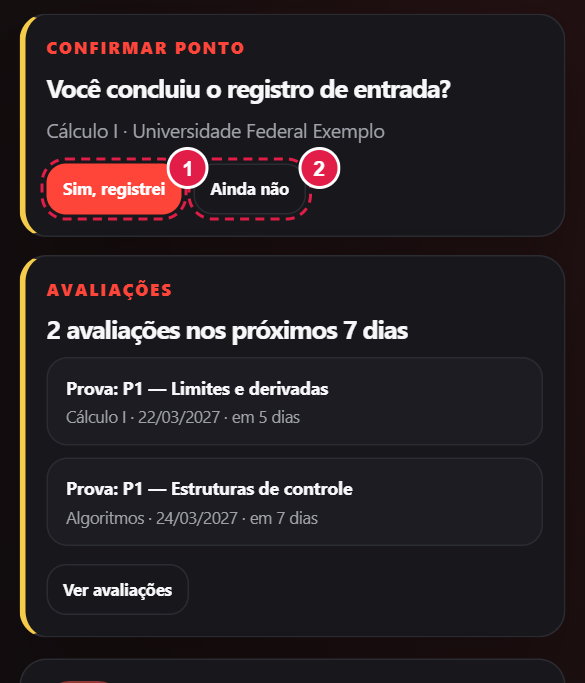 CONFIRMAR PONTO
Você concluiu o registro de entrada?
Cálculo I · Universidade Federal Exemplo
Sim, registrei 1 Ainda não 2
AVALIAÇÕES
2 avaliações nos próximos 7 dias
Prova: P1 — Limites e derivadas
Cálculo I · 22/03/2027 · em 5 dias
Prova: P1 — Estruturas de controle
Algoritmos · 24/03/2027 · em 7 dias
Ver avaliações